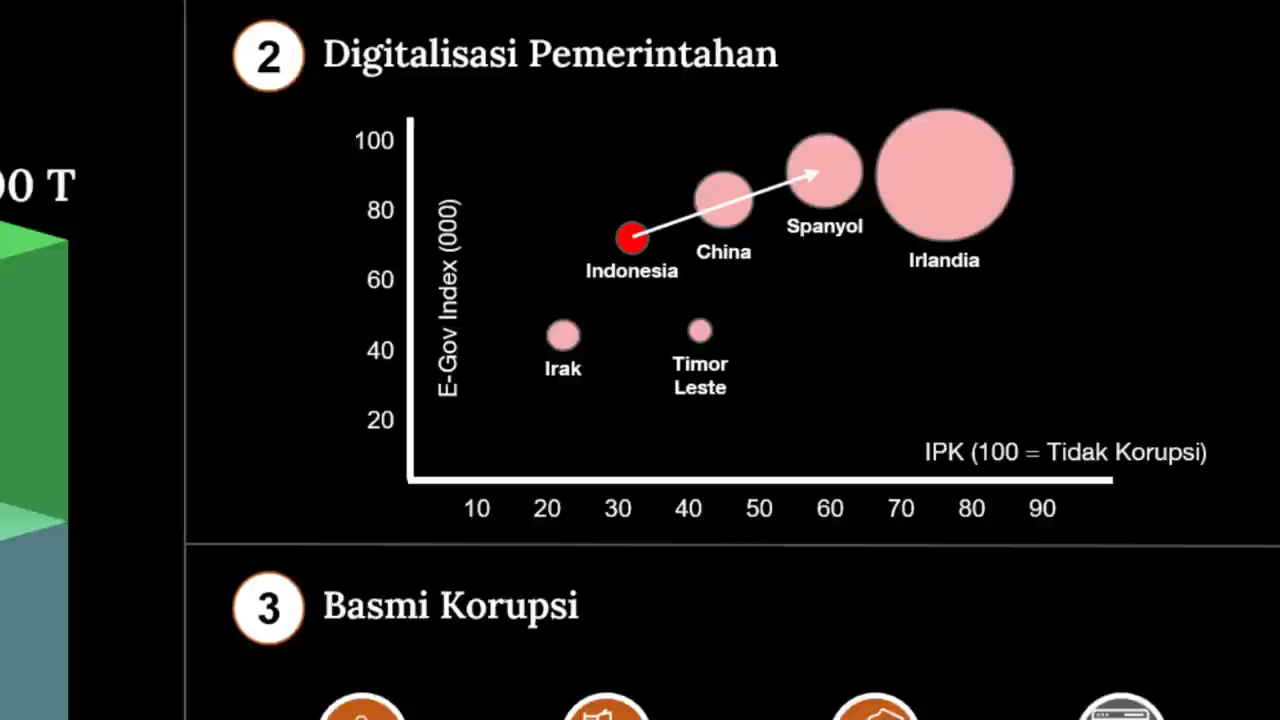 2
Digitalisasi Pemerintahan
00 T
100
80
60
40
20
E-Gov Index (000)
Indonesia
China
Spanyol
Irlandia
Irak
Timor
Leste
IPK (100 = Tidak Korupsi)
10 20 30 40 50 60 70 80 90
3
Basmi Korupsi